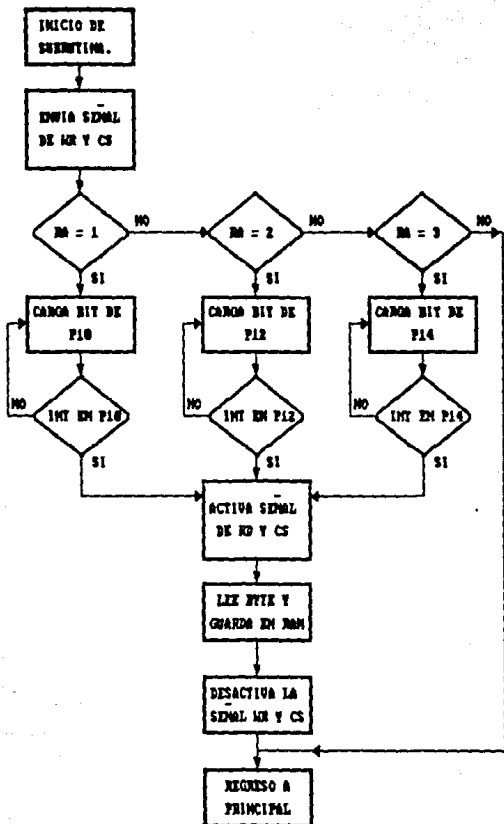 INICIO DE
SUBRUTINA.
ENVIA SEÑAL
DE WR Y CS
RA = 1
NO
RA = 2
NO
RA = 3
NO
SI
SI
SI
CARGA BIT DE
P10
CARGA BIT DE
P12
CARGA BIT DE
P14
NO
INT EN P10
NO
INT EN P12
NO
INT EN P14
SI
SI
SI
ACTIVA SEÑAL
DE RD Y CS
LEE BYTE Y
GUARDA EN RAM
DESACTIVA LA
SEÑAL WR Y CS
REGRESO A
PRINCIPAL